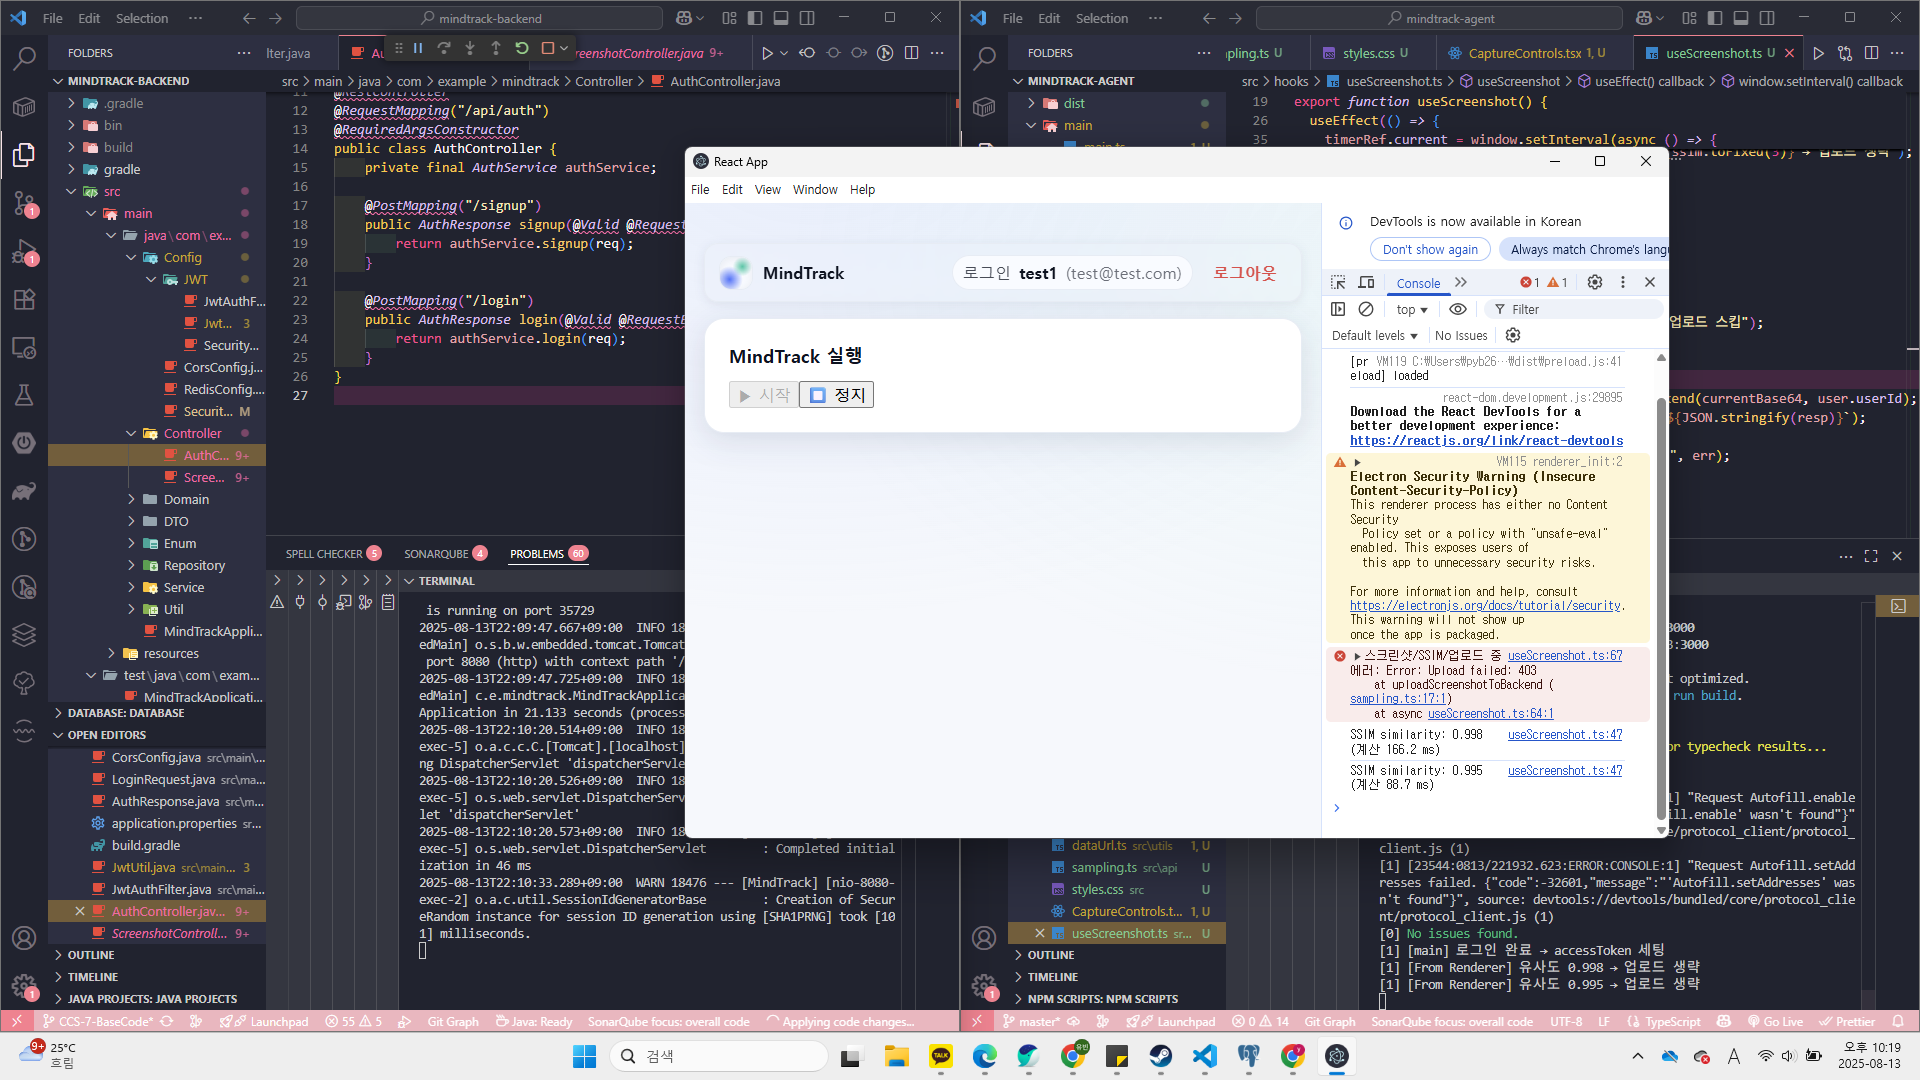 File Edit Selection ··· mindtrack-backend
FOLDERS ··· lter.java ScreenshotController.java 9+
MINDTRACK-BACKEND
src > main > java > com > example > mindtrack > Controller > AuthController.java
.gradle
bin
build
gradle
src
main
java\com\ex...
Config
JWT
JwtAuthF...
Jwt... 3
Security...
CorsConfig.j...
RedisConfig....
Securit... M
Controller
AuthC... 9+
Scree... 9+
Domain
DTO
Enum
Repository
Service
Util
MindTrackAppli...
resources
test\java\com\exam...
MindTrackApplicati...
DATABASE: DATABASE
OPEN EDITORS
CorsConfig.java src\main\...
LoginRequest.java src\ma...
AuthResponse.java src\m...
application.properties sr...
build.gradle
JwtUtil.java src\main... 3
JwtAuthFilter.java src\mai...
AuthController.jav... 9+
ScreenshotControll... 9+
OUTLINE
TIMELINE
JAVA PROJECTS: JAVA PROJECTS
11 @RestController
12 @RequestMapping("/api/auth")
13 @RequiredArgsConstructor
14 public class AuthController {
15 private final AuthService authService;
16
17 @PostMapping("/signup")
18 public AuthResponse signup(@Valid @Request
19 return authService.signup(req);
20 }
21
22 @PostMapping("/login")
23 public AuthResponse login(@Valid @RequestB
24 return authService.login(req);
25 }
26 }
27
SPELL CHECKER 5 SONARQUBE 4 PROBLEMS 60
TERMINAL
is running on port 35729
2025-08-13T22:09:47.667+09:00 INFO 18
edMain] o.s.b.w.embedded.tomcat.Tomcat
port 8080 (http) with context path '/
2025-08-13T22:09:47.725+09:00 INFO 18
edMain] c.e.mindtrack.MindTrackApplica
Application in 21.133 seconds (process
2025-08-13T22:10:20.514+09:00 INFO 18
exec-5] o.a.c.c.C.[Tomcat].[localhost]
ng DispatcherServlet 'dispatcherServle
2025-08-13T22:10:20.526+09:00 INFO 18
exec-5] o.s.web.servlet.DispatcherServ
let 'dispatcherServlet'
2025-08-13T22:10:20.573+09:00 INFO 18
exec-5] o.s.web.servlet.DispatcherServlet : Completed initial
ization in 46 ms
2025-08-13T22:10:33.289+09:00 WARN 18476 --- [MindTrack] [nio-8080-
exec-2] o.a.c.util.SessionIdGeneratorBase : Creation of Secu
reRandom instance for session ID generation using [SHA1PRNG] took [10
1] milliseconds.
CCS-7-BaseCode* Launchpad 55 5 Git Graph Java: Ready SonarQube focus: overall code Applying code changes...
File Edit Selection ··· mindtrack-agent
FOLDERS ··· pling.ts U styles.css U CaptureControls.tsx 1, U useScreenshot.ts U
MINDTRACK-AGENT
src > hooks > useScreenshot.ts > useScreenshot > useEffect() callback > window.setInterval() callback
dist
main
19 export function useScreenshot() {
26 useEffect(() => {
35 timerRef.current = window.setInterval(async () => {
ssim.toFixed(3)} → 업로드 생략`);
업로드 스킵");
end(currentBase64, user.userId);
${JSON.stringify(resp)}`);
", err);
React App
File Edit View Window Help
MindTrack
로그인 test1 (test@test.com)
로그아웃
MindTrack 실행
시작 정지
DevTools is now available in Korean
Don't show again Always match Chrome's langu
Console 1 1
top Filter
Default levels No Issues
[pr VM119 C:\Users\pyb26…\dist\preload.js:41
eload] loaded
react-dom.development.js:29895
Download the React DevTools for a
better development experience:
https://reactjs.org/link/react-devtools
VM115 renderer_init:2
Electron Security Warning (Insecure
Content-Security-Policy)
This renderer process has either no Content
Security
Policy set or a policy with "unsafe-eval"
enabled. This exposes users of
this app to unnecessary security risks.
For more information and help, consult
https://electronjs.org/docs/tutorial/security.
This warning will not show up
once the app is packaged.
스크린샷/SSIM/업로드 중 useScreenshot.ts:67
에러: Error: Upload failed: 403
at uploadScreenshotToBackend (
sampling.ts:17:1)
at async useScreenshot.ts:64:1
SSIM similarity: 0.998 useScreenshot.ts:47
(계산 166.2 ms)
SSIM similarity: 0.995 useScreenshot.ts:47
(계산 88.7 ms)
3000
:3000
t optimized.
run build.
or typecheck results...
1] "Request Autofill.enable
ill.enable' wasn't found"}"
e/protocol_client/protocol_
client.js (1)
[1] [23544:0813/221932.623:ERROR:CONSOLE:1] "Request Autofill.setAdd
resses failed. {"code":-32601,"message":"'Autofill.setAddresses' was
n't found"}", source: devtools://devtools/bundled/core/protocol_clie
nt/protocol_client.js (1)
[0] No issues found.
[1] [main] 로그인 완료 → accessToken 세팅
[1] [From Renderer] 유사도 0.998 → 업로드 생략
[1] [From Renderer] 유사도 0.995 → 업로드 생략
dataUrl.ts src\utils 1, U
sampling.ts src\api U
styles.css src U
CaptureControls.t... 1, U
useScreenshot.ts sr... U
OUTLINE
TIMELINE
NPM SCRIPTS: NPM SCRIPTS
master* Launchpad 0 14 Git Graph SonarQube focus: overall code UTF-8 LF TypeScript Go Live Prettier
9+ 25°C
흐림
검색
TALK
A
오후 10:19
2025-08-13